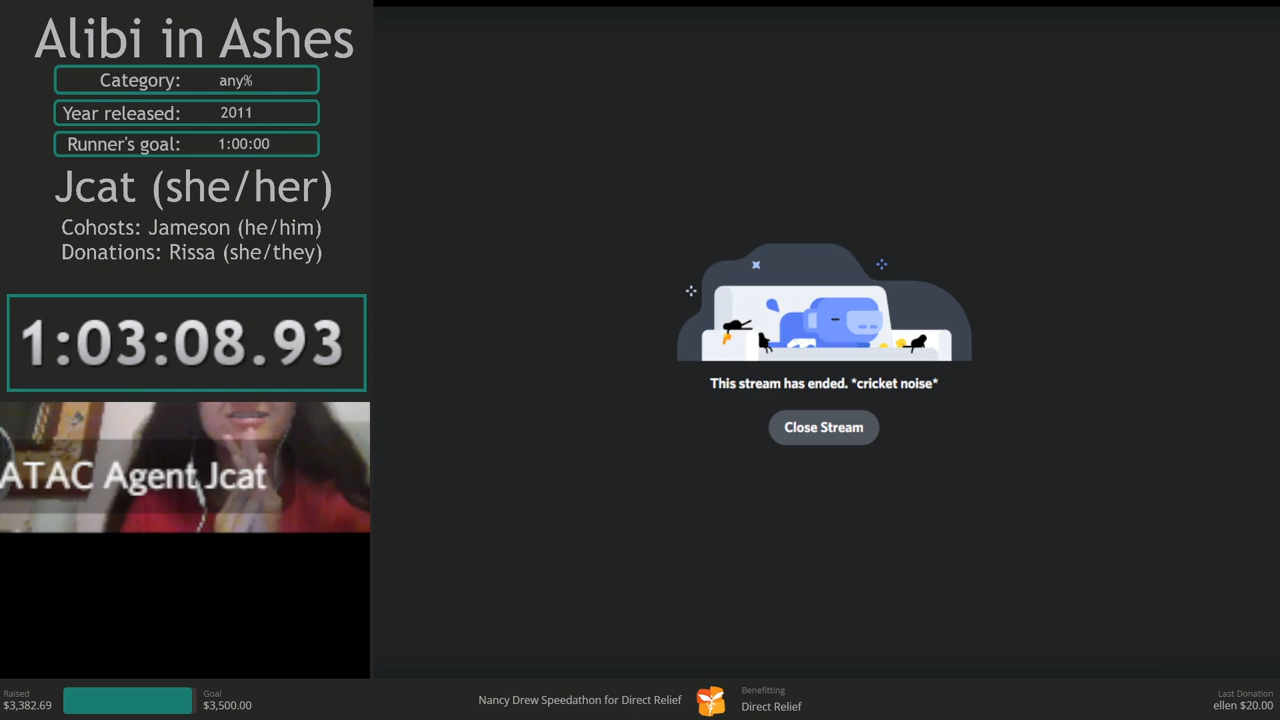 Alibi in Ashes
Category: any%
Year released: 2011
Runner's goal: 1:00:00
Jcat (she/her)
Cohosts: Jameson (he/him)
Donations: Rissa (she/they)
1:03:08.93
ATAC Agent Jcat
This stream has ended. *cricket noise*
Close Stream
Raised
$3,382.69
Goal
$3,500.00
Nancy Drew Speedathon for Direct Relief
Benefitting
Direct Relief
Last Donation
ellen $20.00